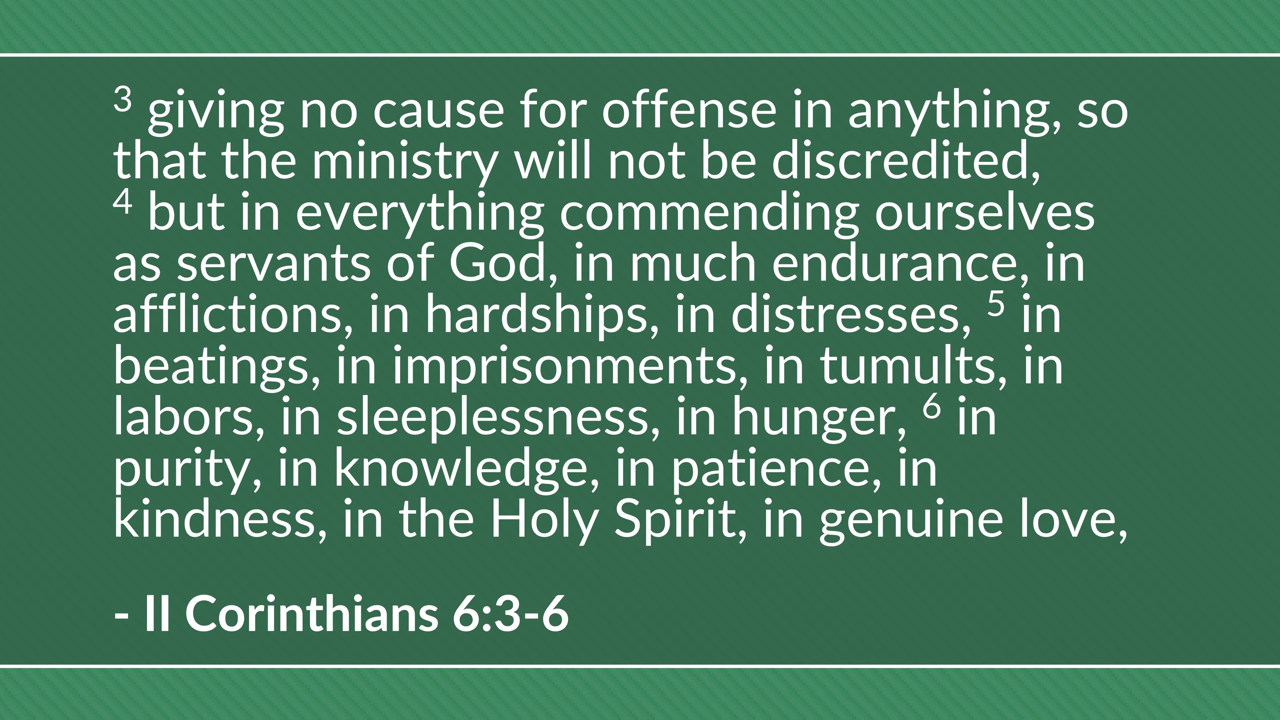 3 giving no cause for offense in anything, so
that the ministry will not be discredited,
4 but in everything commending ourselves
as servants of God, in much endurance, in
afflictions, in hardships, in distresses, 5 in
beatings, in imprisonments, in tumults, in
labors, in sleeplessness, in hunger, 6 in
purity, in knowledge, in patience, in
kindness, in the Holy Spirit, in genuine love,
- II Corinthians 6:3-6